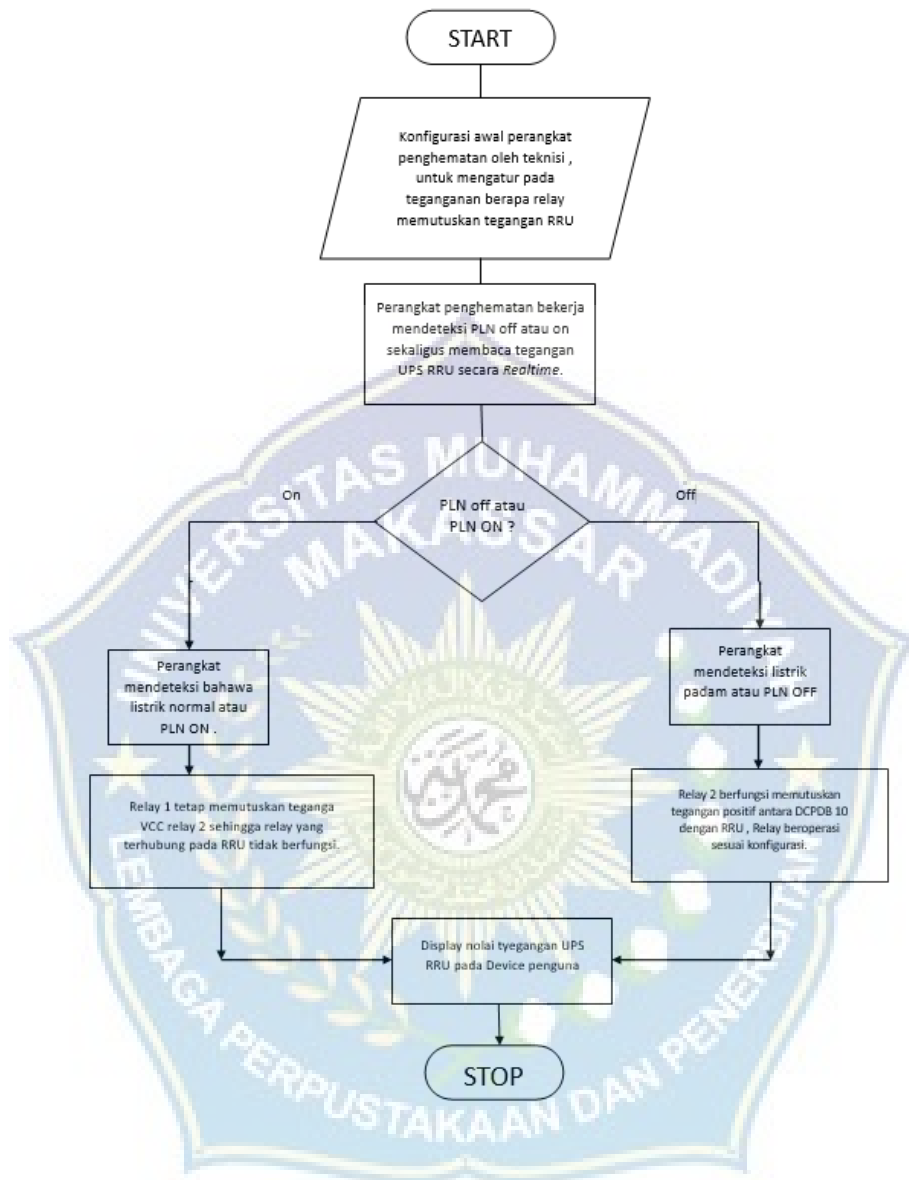 START
Konfigurasi awal perangkat
penghematan oleh teknisi ,
untuk mengatur pada
teganganan berapa relay
memutuskan tegangan RRU
Perangkat penghematan bekerja
mendeteksi PLN off atau on
sekaligus membaca tegangan
UPS RRU secara Realtime.
On
PLN off atau
PLN ON ?
Off
Perangkat
mendeteksi bahawa
listrik normal atau
PLN ON .
Perangkat
mendeteksi listrik
padam atau PLN OFF
Relay 1 tetap memutuskan teganga
VCC relay 2 sehingga relay yang
terhubung pada RRU tidak berfungsi.
Relay 2 berfungsi memutuskan
tegangan positif antara DCPDB 10
dengan RRU , Relay beroperasi
sesuai konfigurasi.
Display nolai tyegangan UPS
RRU pada Device penguna
STOP
UNIVERSITAS MUHAMMADIYAH
MAKASSAR
LEMBAGA PERPUSTAKAAN DAN PENERBITAN